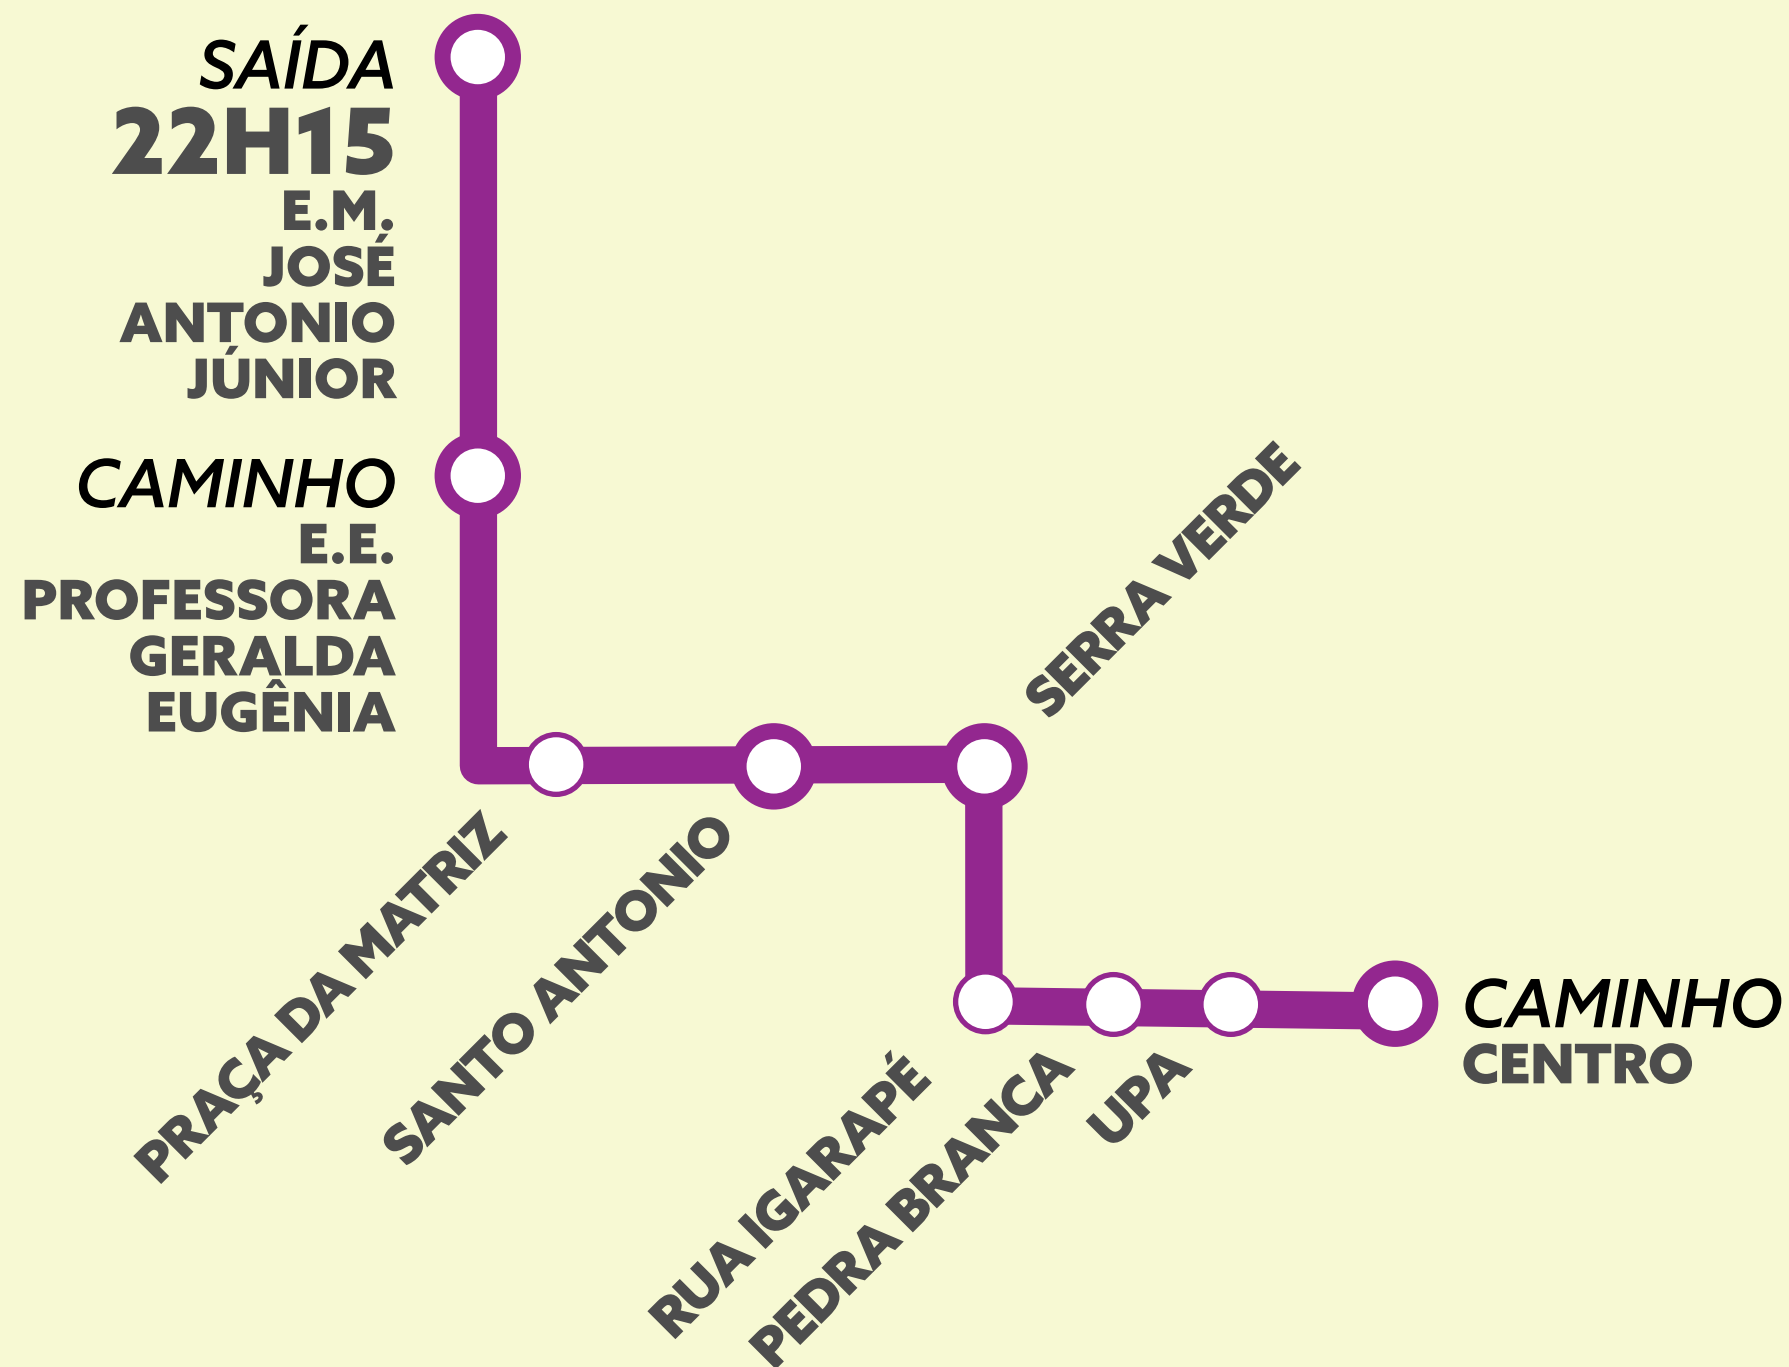 SAÍDA
22H15
E.M.
JOSÉ
ANTONIO
JÚNIOR
CAMINHO
E.E.
PROFESSORA
GERALDA
EUGÊNIA
PRAÇA DA MATRIZ
SANTO ANTONIO
SERRA VERDE
RUA IGARAPÉ
PEDRA BRANCA
UPA
CAMINHO
CENTRO